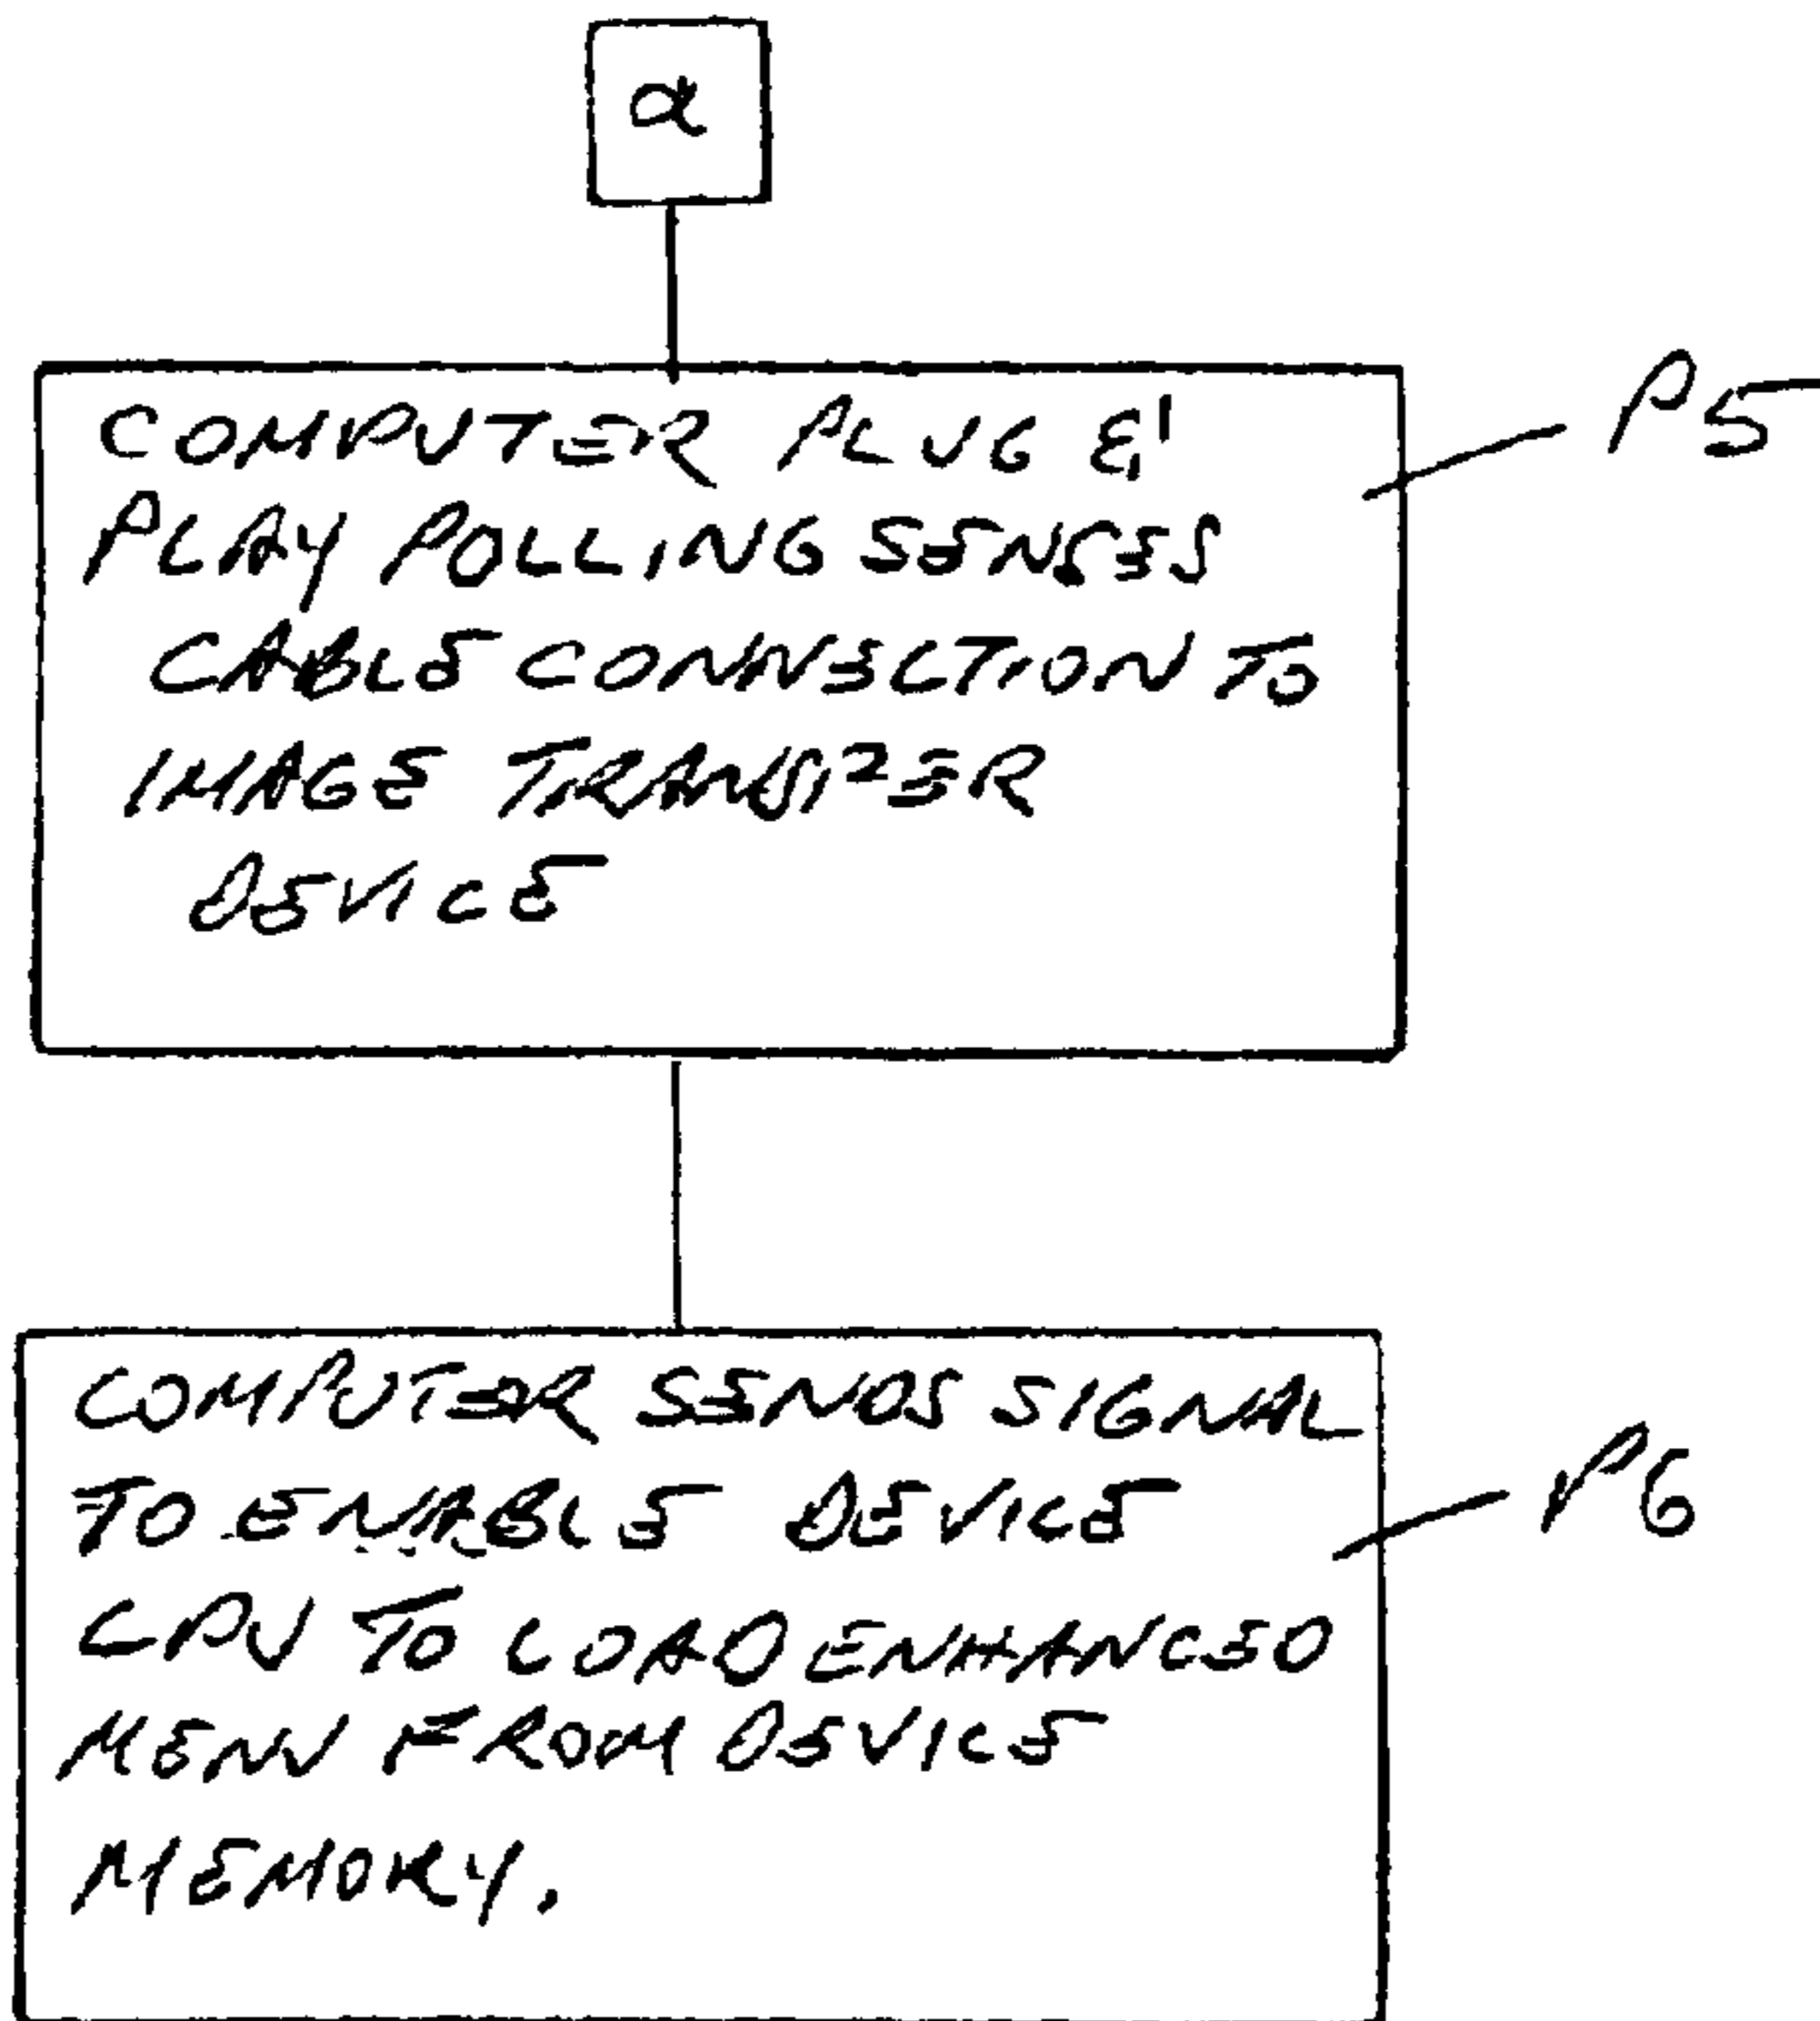 α
COMPUTER PLUG &
PLAY POLLING SENSES
CABLE CONNECTION TO
IMAGE TRANSFER
DEVICE
P5
COMPUTER SENDS SIGNAL
TO ENABLE DEVICE
CPU TO LOAD ENHANCED
MENU FROM DEVICE
MEMORY.
P6